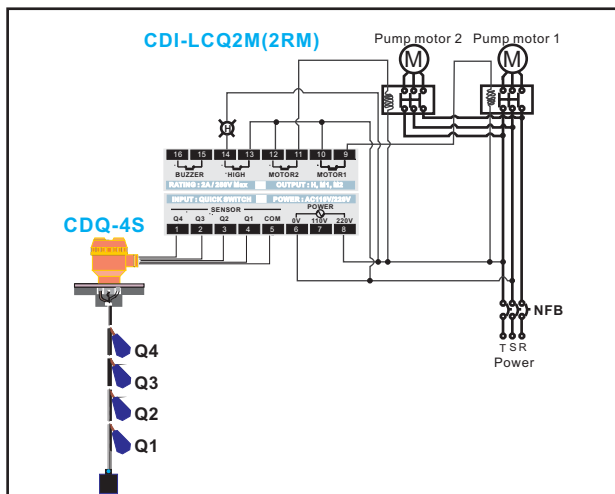 CDI-LCQ2M(2RM)
Pump motor 2 Pump motor 1
M M
H
16 15 14 13 12 11 10 9
BUZZER HIGH MOTOR2 MOTOR1
RATING : 3A / 250V Max OUTPUT : H, M1, M2
INPUT : QUICK SWITCH POWER : AC110V/220V
SENSOR POWER
Q4 Q3 Q2 Q1 COM 0V 110V 220V
1 2 3 4 5 6 7 8
CDQ-4S
NFB
T S R
Power
Q4
Q3
Q2
Q1